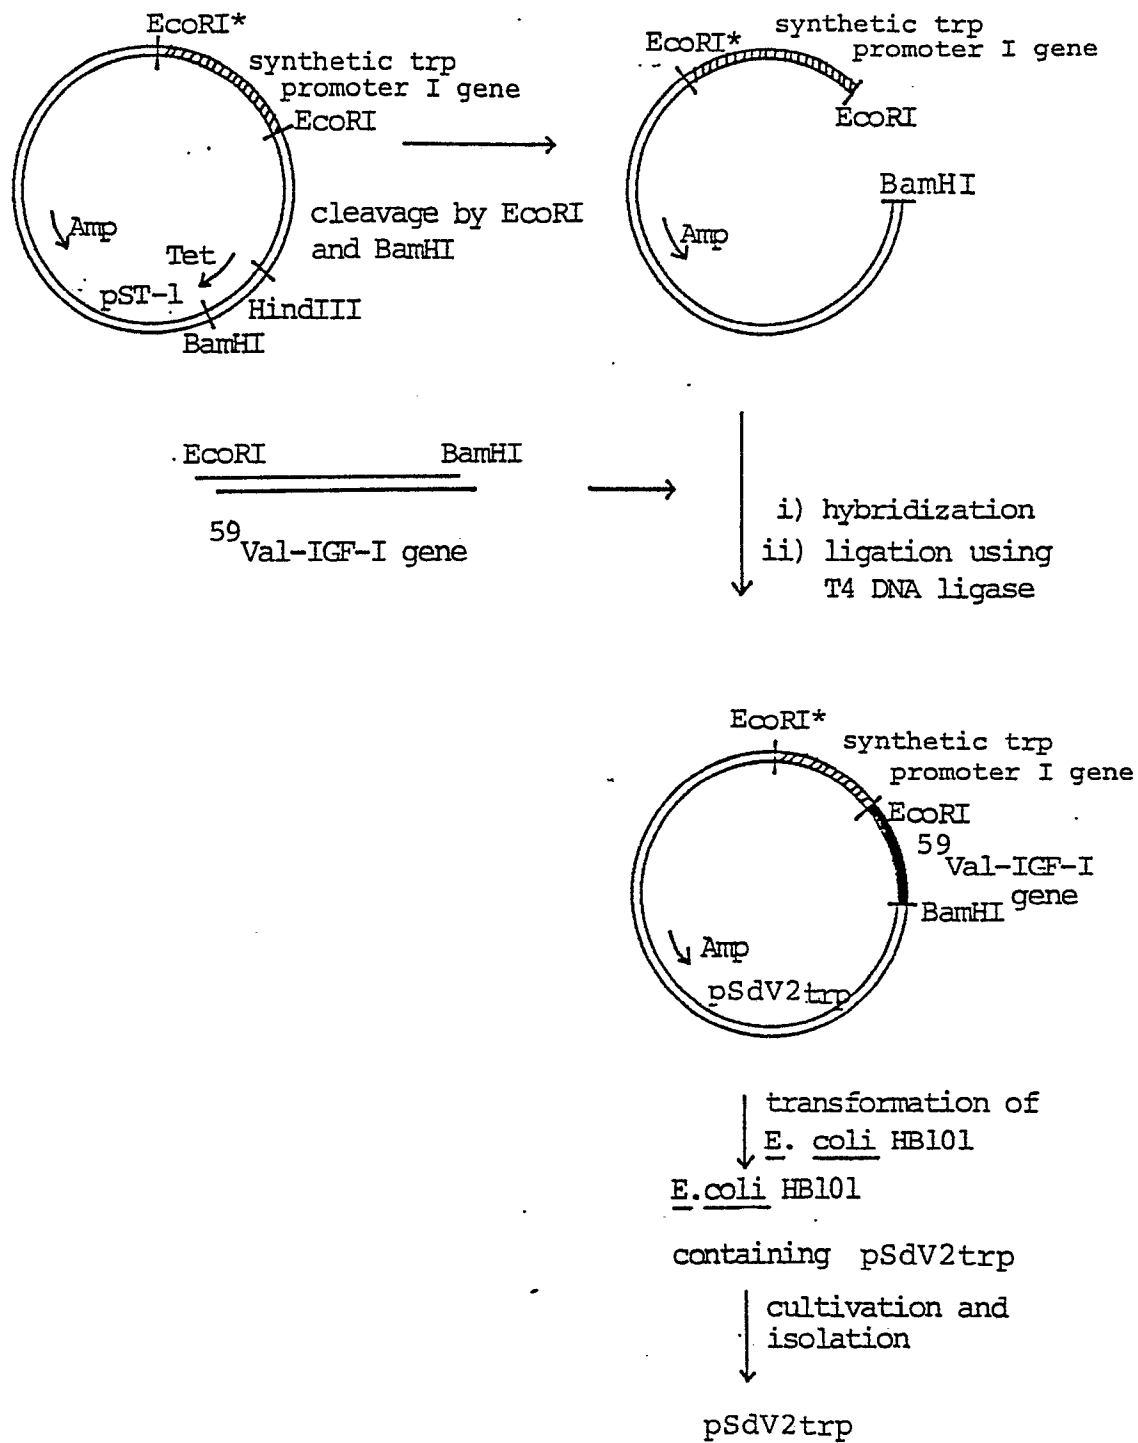 EcoRI*
synthetic trp
promoter I gene
EcoRI
cleavage by EcoRI
and BamHI
Amp
Tet
pST-1
HindIII
BamHI
EcoRI*
synthetic trp
promoter I gene
EcoRI
BamHI
Amp
EcoRI
BamHI
59
Val-IGF-I gene
i) hybridization
ii) ligation using
T4 DNA ligase
EcoRI*
synthetic trp
promoter I gene
EcoRI
59
Val-IGF-I
gene
BamHI
Amp
pSdV2trp
transformation of
E. coli HB101
E.coli HB101
containing pSdV2trp
cultivation and
isolation
pSdV2trp